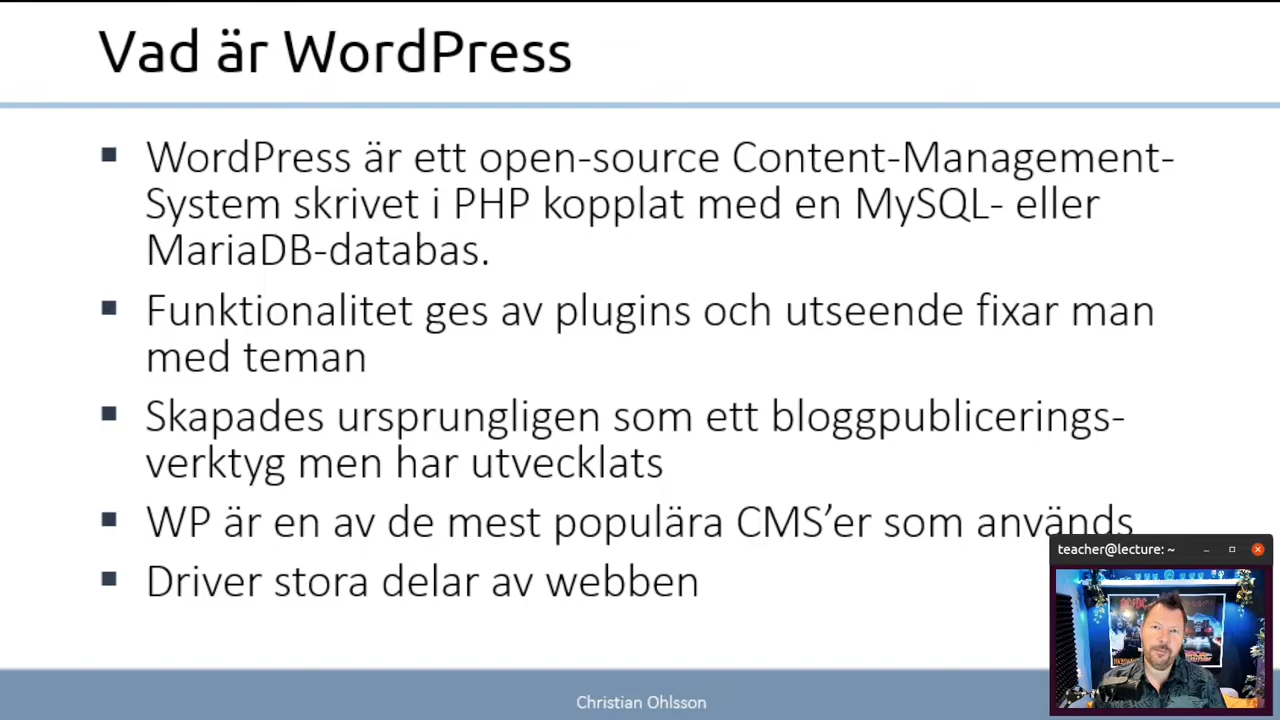 Vad är WordPress
WordPress är ett open-source Content-Management-
System skrivet i PHP kopplat med en MySQL- eller
MariaDB-databas.
Funktionalitet ges av plugins och utseende fixar man
med teman
Skapades ursprungligen som ett bloggpublicerings-
verktyg men har utvecklats
WP är en av de mest populära CMS’er som används
Driver stora delar av webben
teacher@lecture: ~
AC/DC
Christian Ohlsson